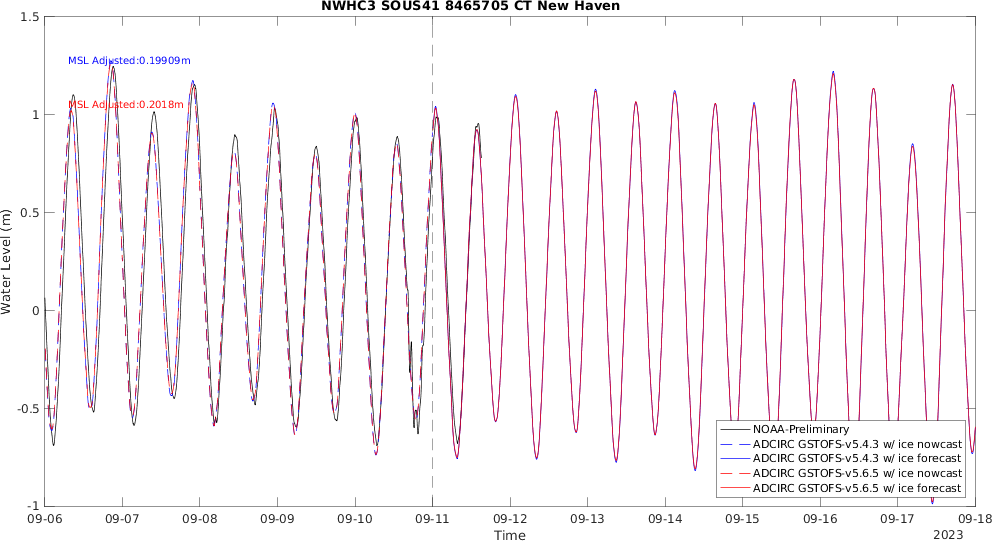 NWHC3 SOUS41 8465705 CT New Haven
1.5
MSL Adjusted:0.19909m
MSL Adjusted:0.2018m
1
0.5
Water Level (m)
0
-0.5
-1
NOAA-Preliminary
ADCIRC GSTOFS-v5.4.3 w/ ice nowcast
ADCIRC GSTOFS-v5.4.3 w/ ice forecast
ADCIRC GSTOFS-v5.6.5 w/ ice nowcast
ADCIRC GSTOFS-v5.6.5 w/ ice forecast
09-06 09-07 09-08 09-09 09-10 09-11 09-12 09-13 09-14 09-15 09-16 09-17 09-18
Time
2023